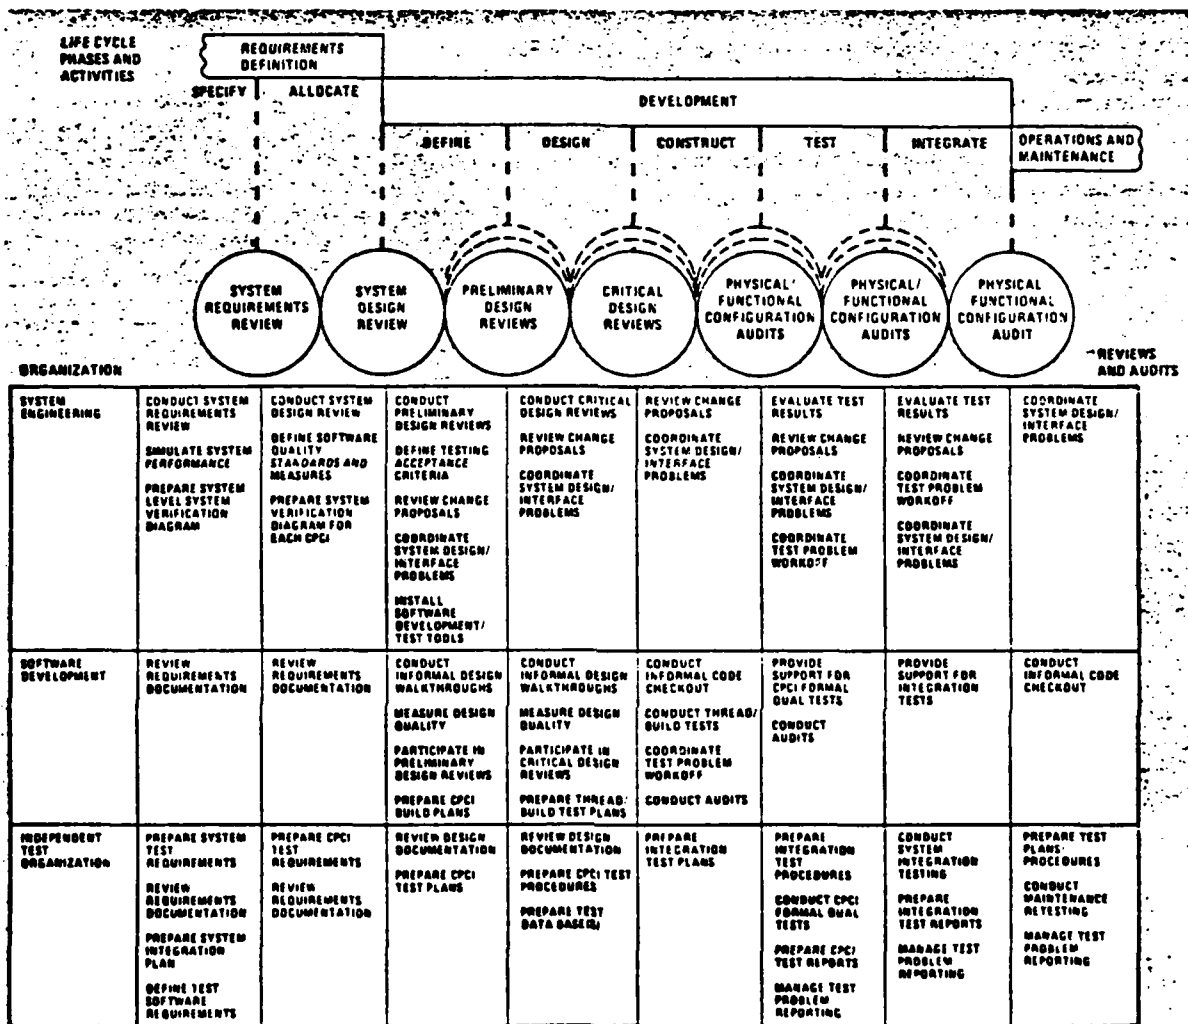 LIFE CYCLE
PHASES AND
ACTIVITIES
REQUIREMENTS
DEFINITION
SPECIFY
ALLOCATE
DEVELOPMENT
DEFINE
DESIGN
CONSTRUCT
TEST
INTEGRATE
OPERATIONS AND
MAINTENANCE
SYSTEM
REQUIREMENTS
REVIEW
SYSTEM
DESIGN
REVIEW
PRELIMINARY
DESIGN
REVIEWS
CRITICAL
DESIGN
REVIEWS
PHYSICAL/
FUNCTIONAL
CONFIGURATION
AUDITS
PHYSICAL/
FUNCTIONAL
CONFIGURATION
AUDITS
PHYSICAL
FUNCTIONAL
CONFIGURATION
AUDIT
REVIEWS
AND AUDITS
ORGANIZATION
SYSTEM
ENGINEERING
CONDUCT SYSTEM
REQUIREMENTS
REVIEW
SIMULATE SYSTEM
PERFORMANCE
PREPARE SYSTEM
LEVEL SYSTEM
VERIFICATION
DIAGRAM
CONDUCT SYSTEM
DESIGN REVIEW
DEFINE SOFTWARE
QUALITY
STANDARDS AND
MEASURES
PREPARE SYSTEM
VERIFICATION
DIAGRAM FOR
EACH CPCI
CONDUCT
PRELIMINARY
DESIGN REVIEWS
DEFINE TESTING
ACCEPTANCE
CRITERIA
REVIEW CHANGE
PROPOSALS
COORDINATE
SYSTEM DESIGN/
INTERFACE
PROBLEMS
INSTALL
SOFTWARE
DEVELOPMENT/
TEST TOOLS
CONDUCT CRITICAL
DESIGN REVIEWS
REVIEW CHANGE
PROPOSALS
COORDINATE
SYSTEM DESIGN/
INTERFACE
PROBLEMS
REVIEW CHANGE
PROPOSALS
COORDINATE
SYSTEM DESIGN/
INTERFACE
PROBLEMS
EVALUATE TEST
RESULTS
REVIEW CHANGE
PROPOSALS
COORDINATE
SYSTEM DESIGN/
INTERFACE
PROBLEMS
COORDINATE
TEST PROBLEM
WORKOFF
EVALUATE TEST
RESULTS
REVIEW CHANGE
PROPOSALS
COORDINATE
TEST PROBLEM
WORKOFF
COORDINATE
SYSTEM DESIGN/
INTERFACE
PROBLEMS
COORDINATE
SYSTEM DESIGN/
INTERFACE
PROBLEMS
SOFTWARE
DEVELOPMENT
REVIEW
REQUIREMENTS
DOCUMENTATION
REVIEW
REQUIREMENTS
DOCUMENTATION
CONDUCT
INFORMAL DESIGN
WALKTHROUGHS
MEASURE DESIGN
QUALITY
PARTICIPATE IN
PRELIMINARY
DESIGN REVIEWS
PREPARE CPCI
BUILD PLANS
CONDUCT
INFORMAL DESIGN
WALKTHROUGHS
MEASURE DESIGN
QUALITY
PARTICIPATE IN
CRITICAL DESIGN
REVIEWS
PREPARE THREAD/
BUILD TEST PLANS
CONDUCT
INFORMAL CODE
CHECKOUT
CONDUCT THREAD/
BUILD TESTS
COORDINATE
TEST PROBLEM
WORKOFF
CONDUCT AUDITS
PROVIDE
SUPPORT FOR
CPCI FORMAL
QUAL TESTS
CONDUCT
AUDITS
PROVIDE
SUPPORT FOR
INTEGRATION
TESTS
CONDUCT
INFORMAL CODE
CHECKOUT
INDEPENDENT
TEST
ORGANIZATION
PREPARE SYSTEM
TEST
REQUIREMENTS
REVIEW
REQUIREMENTS
DOCUMENTATION
PREPARE SYSTEM
INTEGRATION
PLAN
DEFINE TEST
SOFTWARE
REQUIREMENTS
PREPARE CPCI
TEST
REQUIREMENTS
REVIEW
REQUIREMENTS
DOCUMENTATION
REVIEW DESIGN
DOCUMENTATION
PREPARE CPCI
TEST PLANS
REVIEW DESIGN
DOCUMENTATION
PREPARE CPCI TEST
PROCEDURES
PREPARE TEST
DATA BASE(S)
PREPARE
INTEGRATION
TEST PLANS
PREPARE
INTEGRATION
TEST
PROCEDURES
CONDUCT CPCI
FORMAL QUAL
TESTS
PREPARE CPCI
TEST REPORTS
MANAGE TEST
PROBLEM
REPORTING
CONDUCT
SYSTEM
INTEGRATION
TESTING
PREPARE
INTEGRATION
TEST REPORTS
MANAGE TEST
PROBLEM
REPORTING
PREPARE TEST
PLANS/
PROCEDURES
CONDUCT
MAINTENANCE
RETESTING
MANAGE TEST
PROBLEM
REPORTING